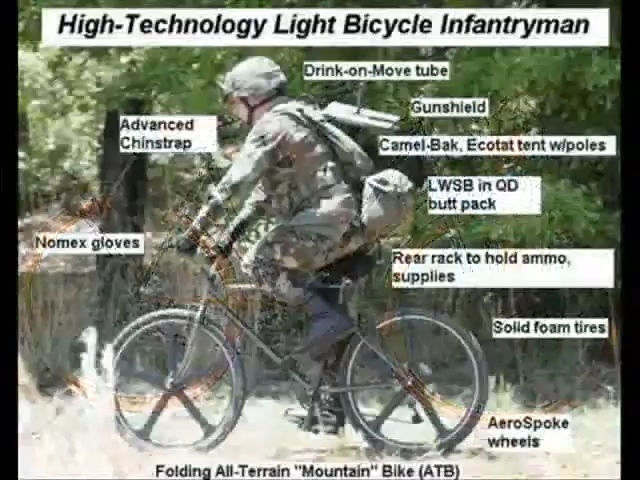 High-Technology Light Bicycle Infantryman
Drink-on-Move tube
Gunshield
Advanced
Chinstrap
Camel-Bak, Ecotat tent w/poles
LWSB in QD
butt pack
Nomex gloves
Rear rack to hold ammo,
supplies
Solid foam tires
AeroSpoke
wheels
Folding All-Terrain "Mountain" Bike (ATB)